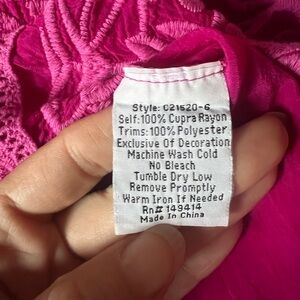 Style: C21520-6
Self:100% Cupra Rayon
Trims:100% Polyester
Exclusive Of Decoration
Machine Wash Cold
No Bleach
Tumble Dry Low
Remove Promptly
Warm Iron If Needed
Rn# 149414
Made In China